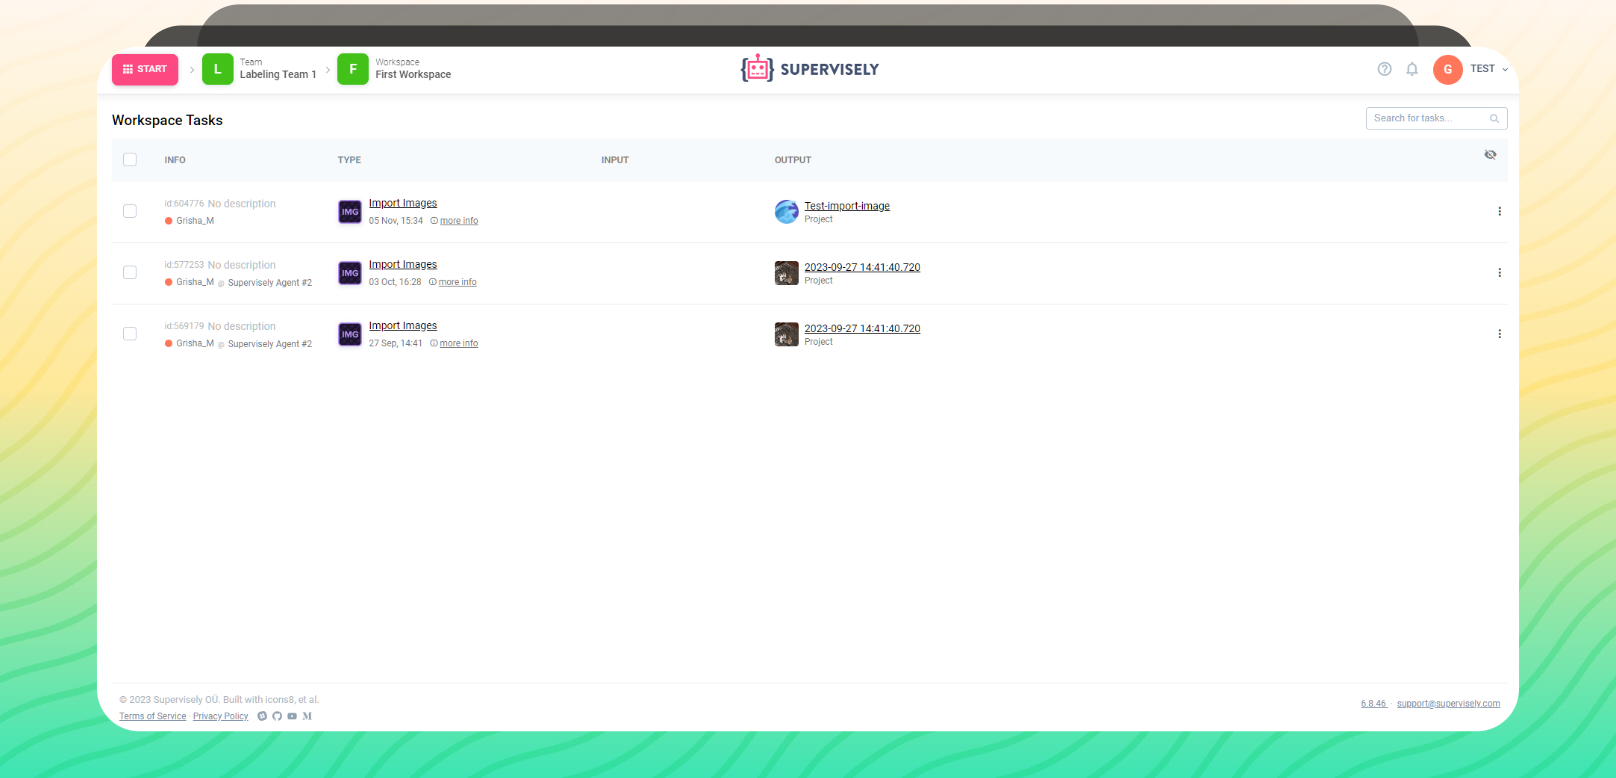 START
L
Team
Labeling Team 1
F
Workspace
First Workspace
SUPERVISELY
G
TEST
Workspace Tasks
Search for tasks...
INFO TYPE INPUT OUTPUT
id:604776 No description
Grisha_M
IMG
Import Images
05 Nov, 15:34 more info
Test-import-image
Project
id:577253 No description
Grisha_M @ Supervisely Agent #2
IMG
Import Images
03 Oct, 16:28 more info
2023-09-27 14:41:40.720
Project
id:569179 No description
Grisha_M @ Supervisely Agent #2
IMG
Import Images
27 Sep, 14:41 more info
2023-09-27 14:41:40.720
Project
© 2023 Supervisely OÜ. Built with icons8, et al.
Terms of Service · Privacy Policy
6.8.46 · support@supervisely.com